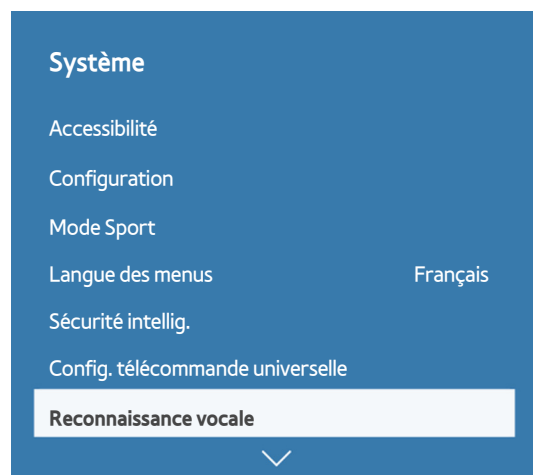 Système
Accessibilité
Configuration
Mode Sport
Langue des menus Français
Sécurité intellig.
Config. télécommande universelle
Reconnaissance vocale